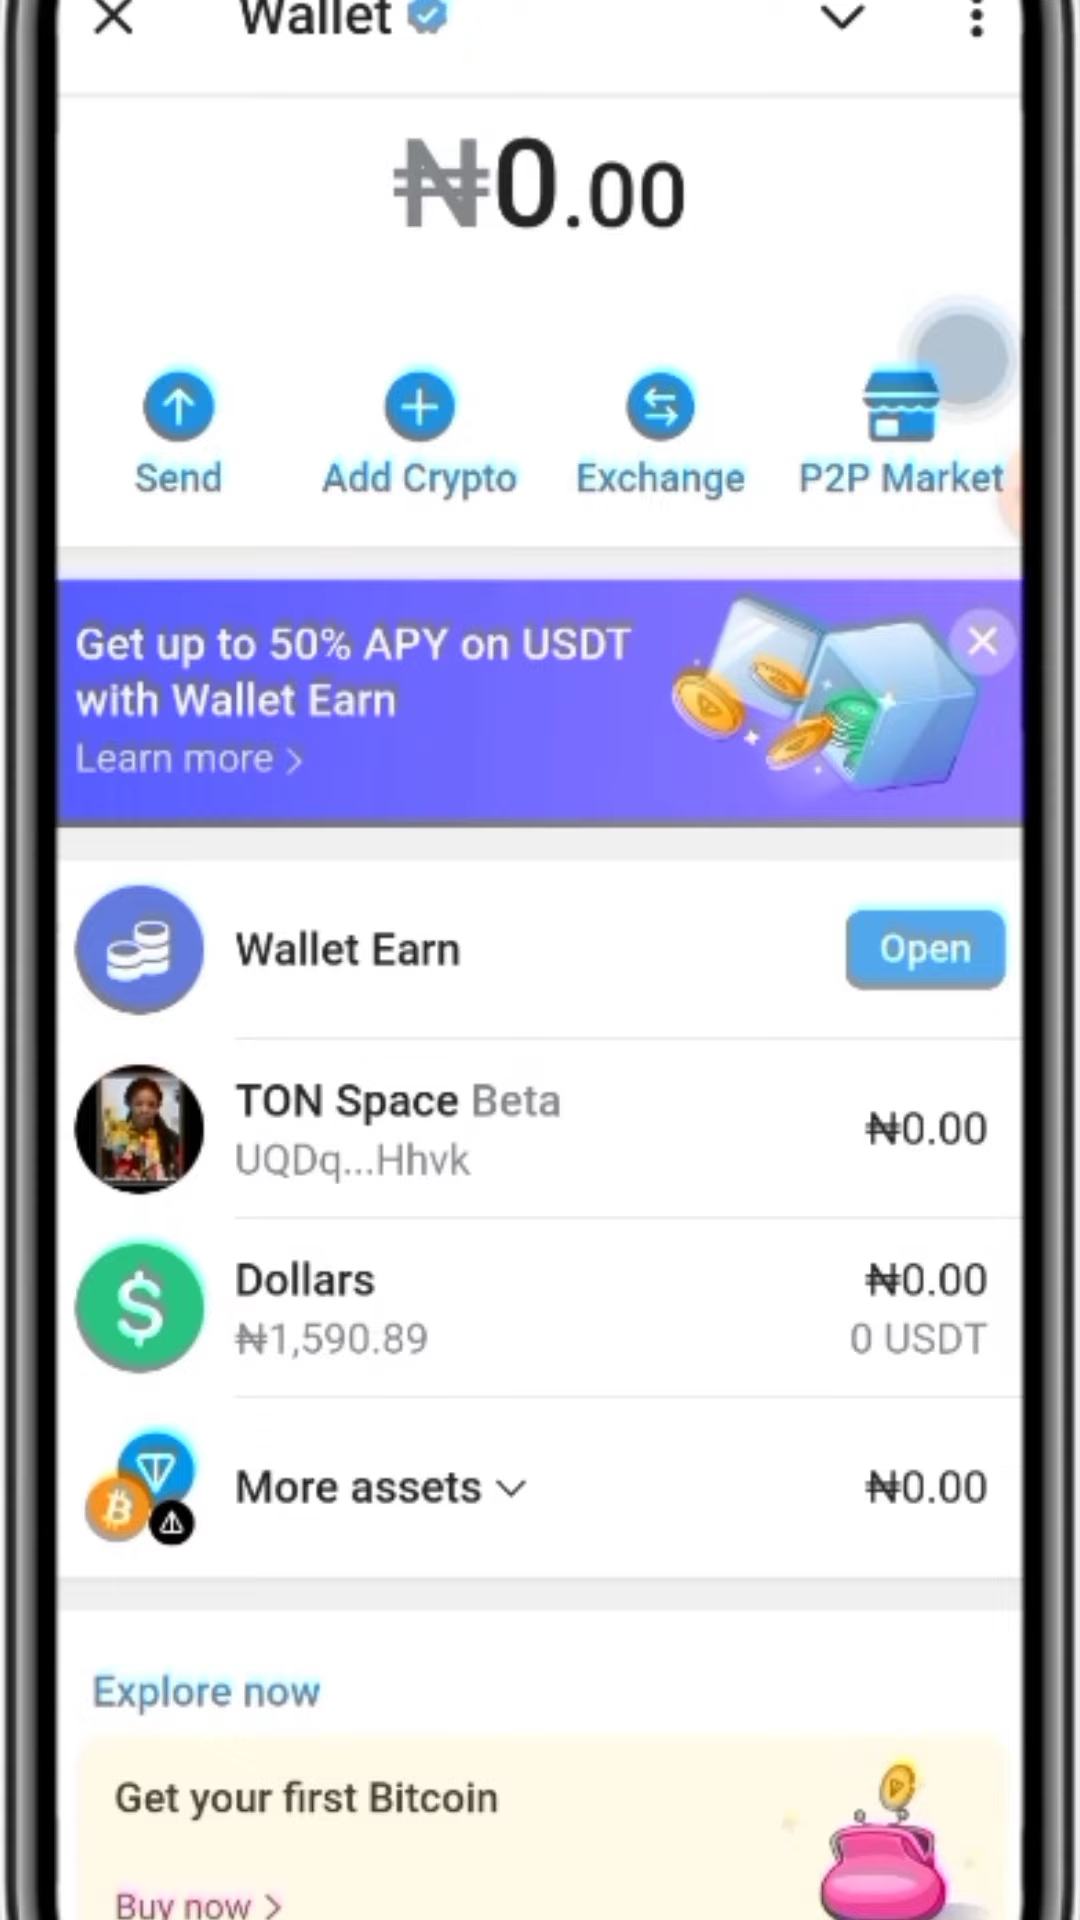 Wallet
₦0.00
Send
Add Crypto
Exchange
P2P Market
Get up to 50% APY on USDT
with Wallet Earn
Learn more >
Wallet Earn
Open
TON Space Beta
₦0.00
UQDq...Hhvk
Dollars
₦0.00
₦1,590.89
0 USDT
More assets
₦0.00
Explore now
Get your first Bitcoin
Buy now >